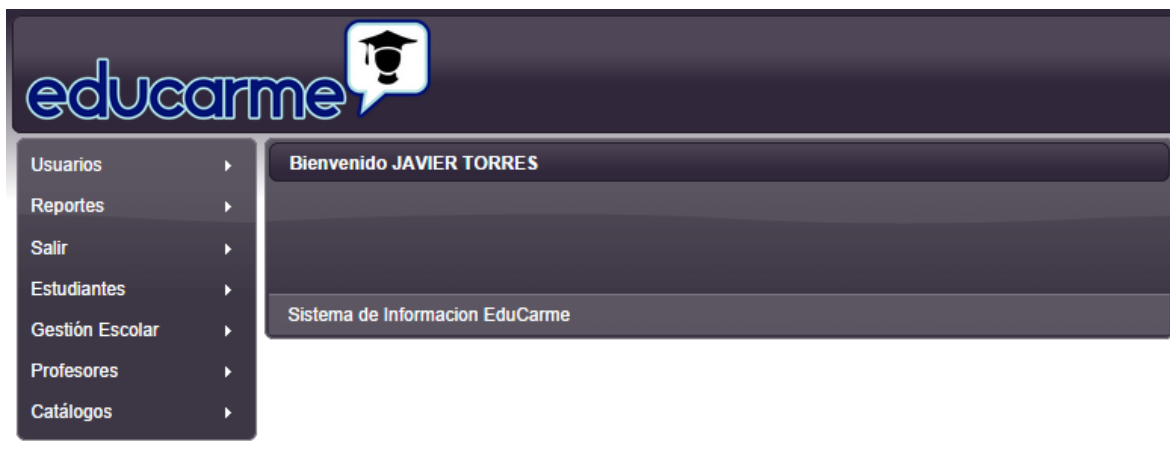 educarme
Usuarios
Reportes
Salir
Estudiantes
Gestión Escolar
Profesores
Catálogos
Bienvenido JAVIER TORRES
Sistema de Informacion EduCarme